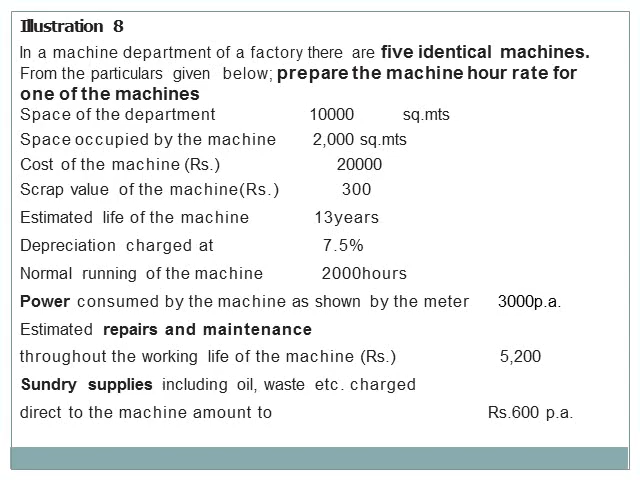 Illustration 8
In a machine department of a factory there are five identical machines.
From the particulars given below; prepare the machine hour rate for
one of the machines
Space of the department 10000 sq.mts
Space occupied by the machine 2,000 sq.mts
Cost of the machine (Rs.) 20000
Scrap value of the machine(Rs.) 300
Estimated life of the machine 13years
Depreciation charged at 7.5%
Normal running of the machine 2000hours
Power consumed by the machine as shown by the meter 3000p.a.
Estimated repairs and maintenance
throughout the working life of the machine (Rs.) 5,200
Sundry supplies including oil, waste etc. charged
direct to the machine amount to Rs.600 p.a.